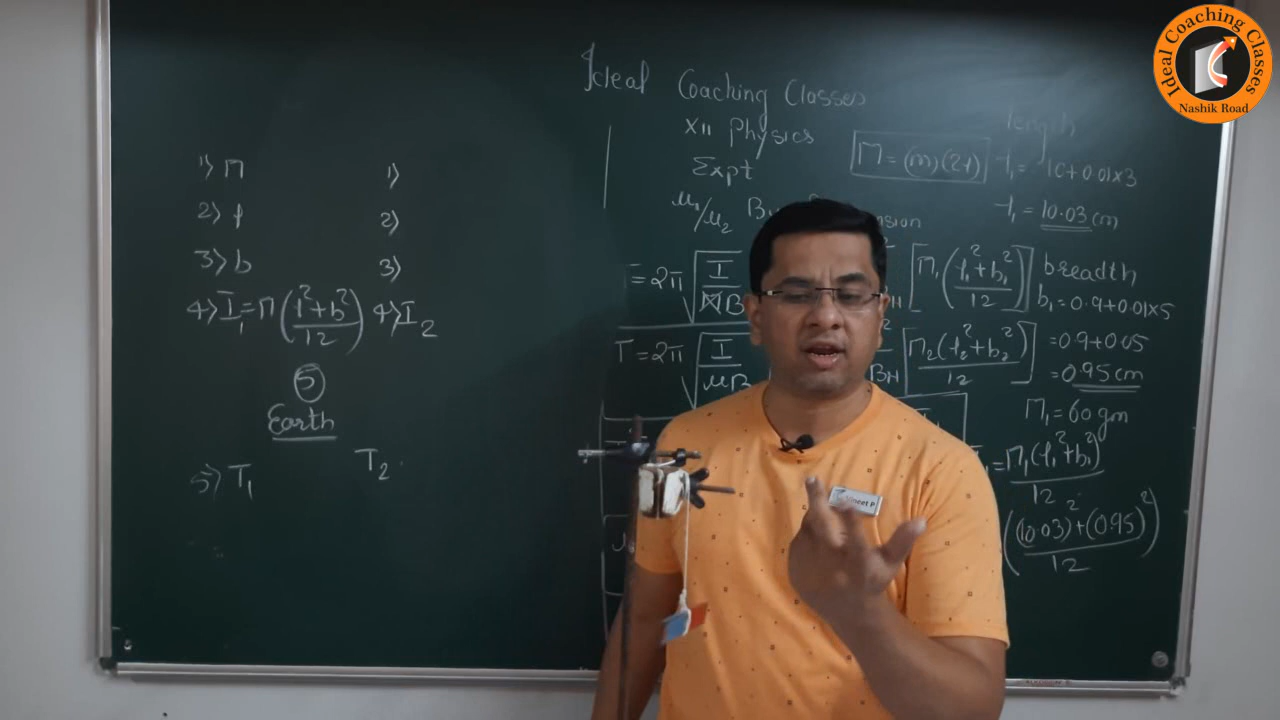 Ideal Coaching Classes
Nashik Road
Ideal Coaching Classes
XII Physics
Expt
μ₁/μ₂
M = (m)(2l)
length
l₁ = 10+0.01×3
l₁ = 10.03 cm
breadth
b₁ = 0.9+0.01×5
=0.9+0.05
=0.95 cm
M₁ = 60 gm
M₁(l₁²+b₁²)/12
((10.03)²+(0.95)²)/12
T=2π√(I/MB
[M₁(l₁²+b₁²)/12]
T=2π√(I/μB
BH [M₂(l₂²+b₂²)/12]
1) M 1)
2) l 2)
3) b 3)
4) I₁=M(l²+b²/12) 4) I₂
5
Earth
5) T₁ T₂